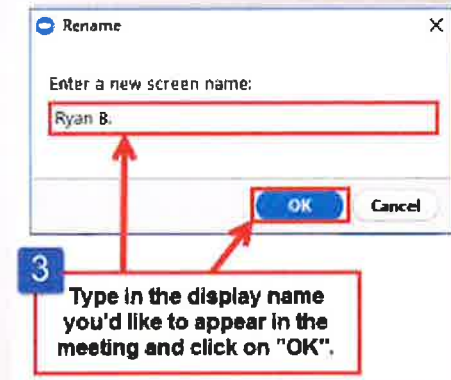 Rename
Enter a new screen name:
Ryan B.
OK
Cancel
3
Type in the display name
you'd like to appear in the
meeting and click on "OK".